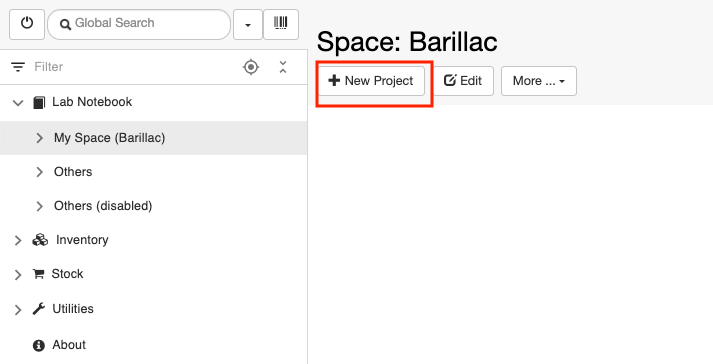 Global Search
Space: Barillac
Filter
New Project
Edit
More ...
Lab Notebook
My Space (Barillac)
Others
Others (disabled)
Inventory
Stock
Utilities
About